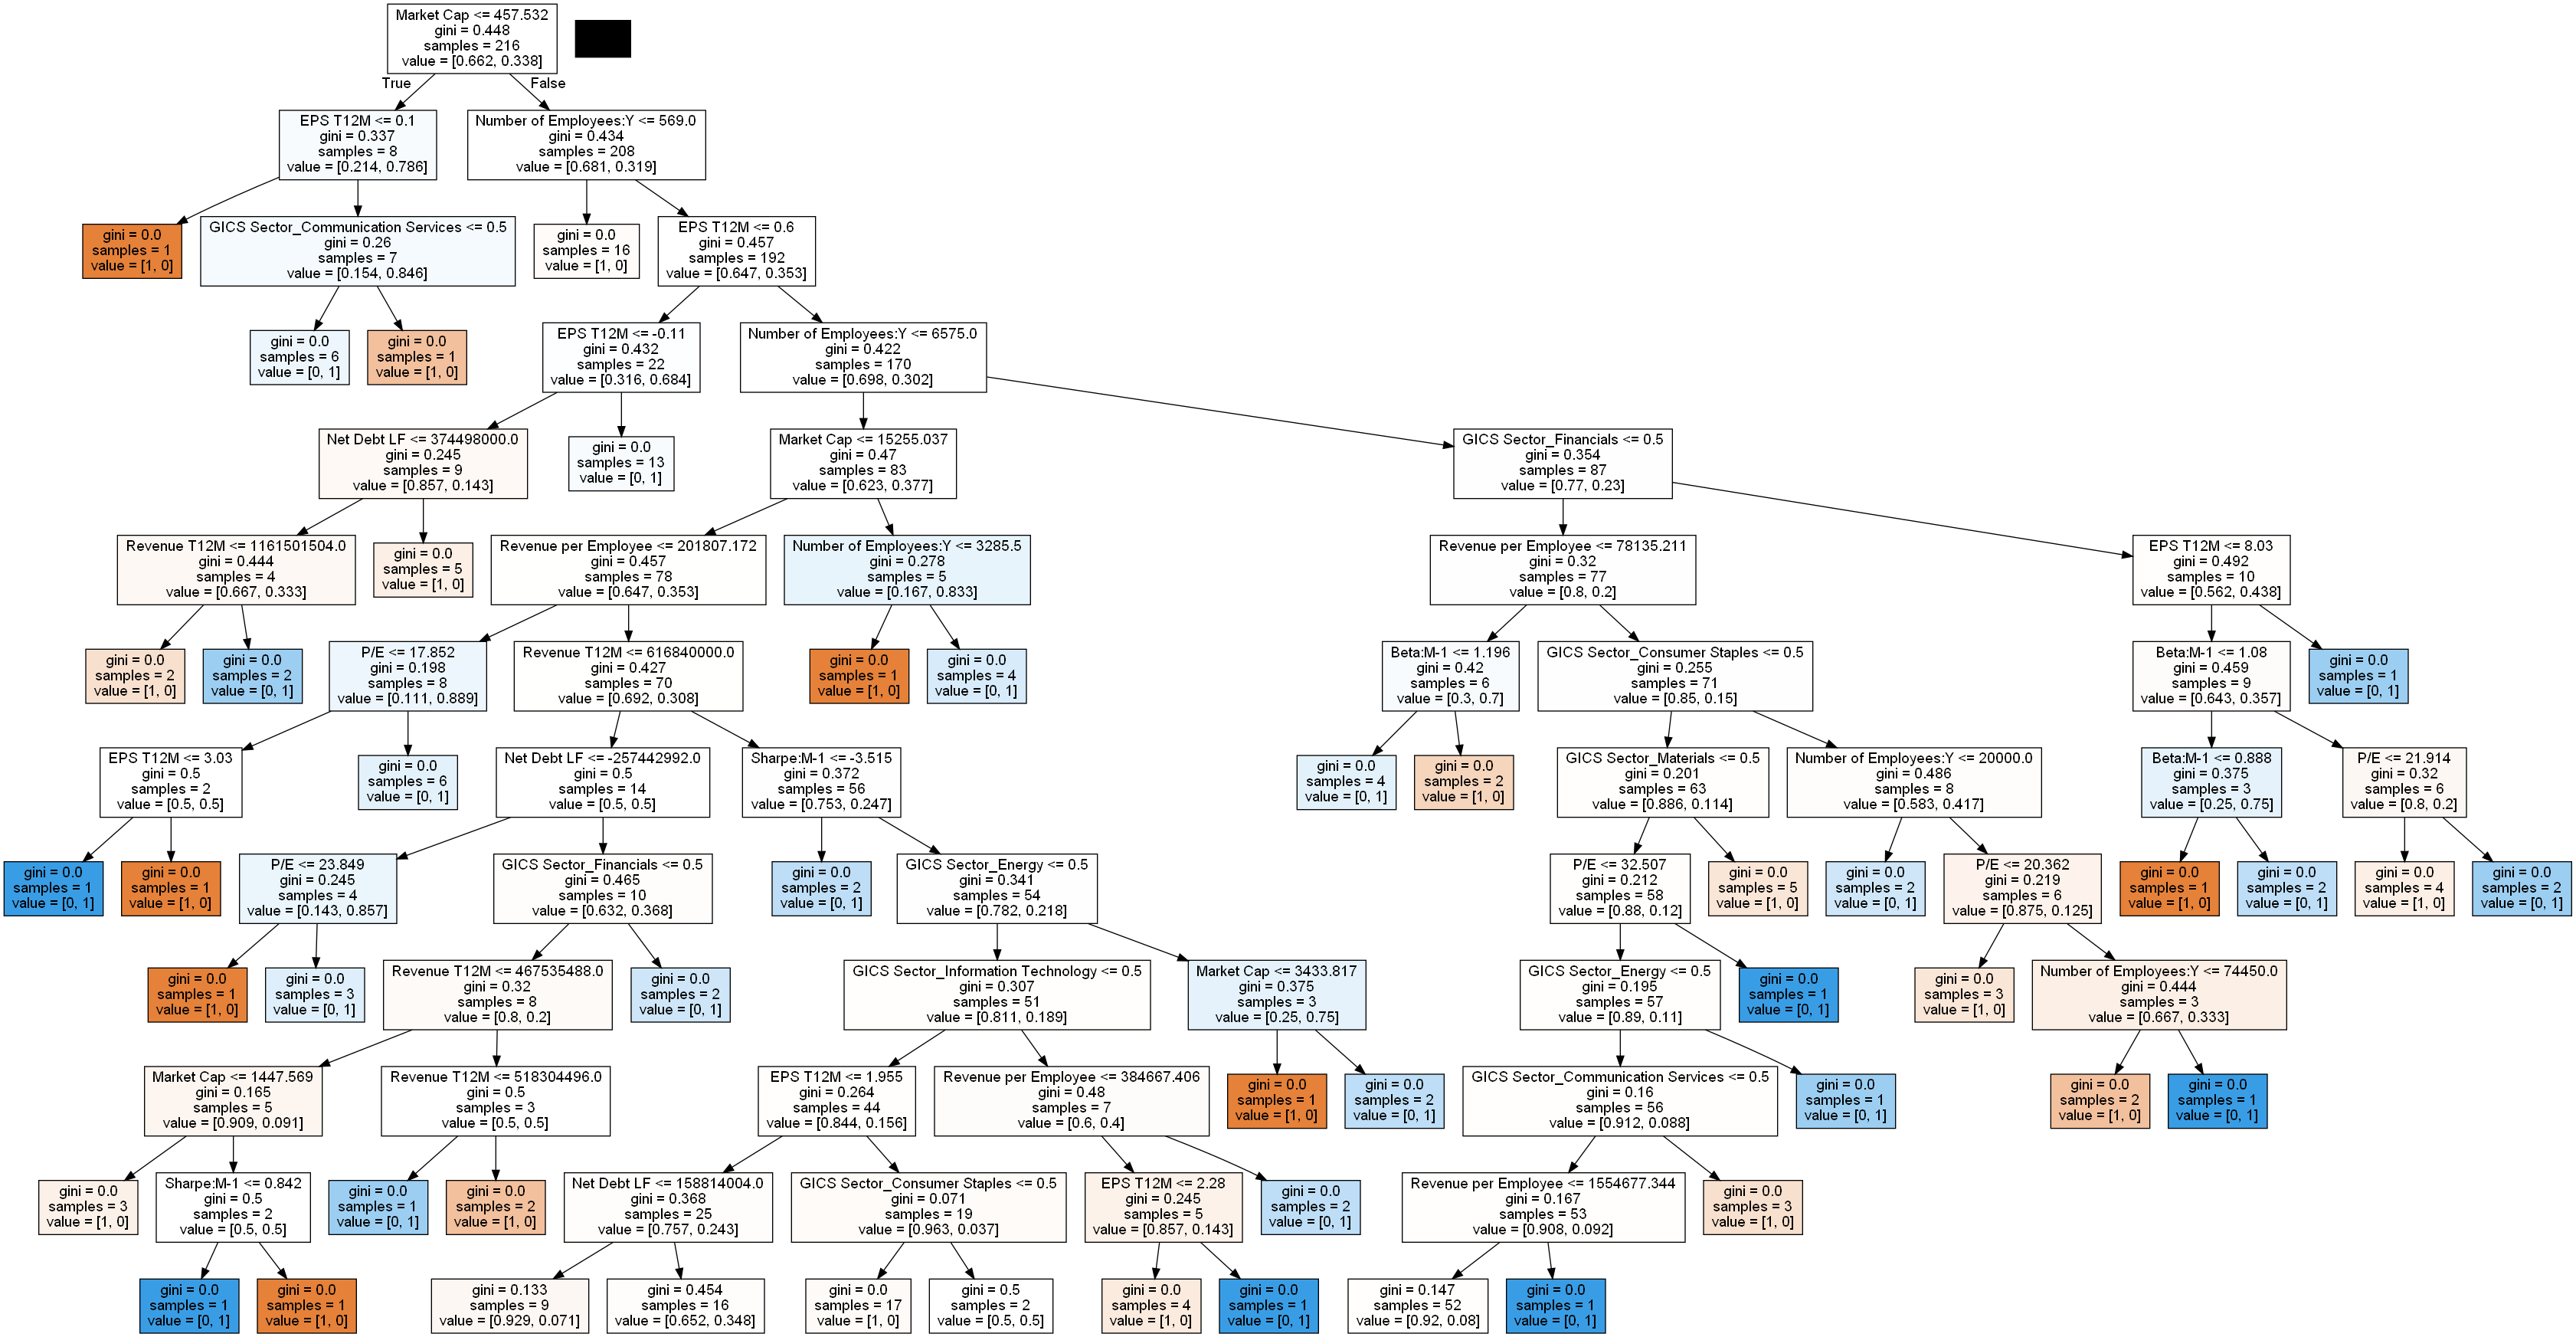 Market Cap <= 457.532
gini = 0.448
samples = 216
value = [0.662, 0.338]
True
False
EPS T12M <= 0.1
gini = 0.337
samples = 8
value = [0.214, 0.786]
Number of Employees:Y <= 569.0
gini = 0.434
samples = 208
value = [0.681, 0.319]
gini = 0.0
samples = 1
value = [1, 0]
GICS Sector_Communication Services <= 0.5
gini = 0.26
samples = 7
value = [0.154, 0.846]
gini = 0.0
samples = 16
value = [1, 0]
EPS T12M <= 0.6
gini = 0.457
samples = 192
value = [0.647, 0.353]
gini = 0.0
samples = 6
value = [0, 1]
gini = 0.0
samples = 1
value = [1, 0]
EPS T12M <= -0.11
gini = 0.432
samples = 22
value = [0.316, 0.684]
Number of Employees:Y <= 6575.0
gini = 0.422
samples = 170
value = [0.698, 0.302]
Net Debt LF <= 374498000.0
gini = 0.245
samples = 9
value = [0.857, 0.143]
gini = 0.0
samples = 13
value = [0, 1]
Market Cap <= 15255.037
gini = 0.47
samples = 83
value = [0.623, 0.377]
GICS Sector_Financials <= 0.5
gini = 0.354
samples = 87
value = [0.77, 0.23]
Revenue T12M <= 1161501504.0
gini = 0.444
samples = 4
value = [0.667, 0.333]
gini = 0.0
samples = 5
value = [1, 0]
Revenue per Employee <= 201807.172
gini = 0.457
samples = 78
value = [0.647, 0.353]
Number of Employees:Y <= 3285.5
gini = 0.278
samples = 5
value = [0.167, 0.833]
Revenue per Employee <= 78135.211
gini = 0.32
samples = 77
value = [0.8, 0.2]
EPS T12M <= 8.03
gini = 0.492
samples = 10
value = [0.562, 0.438]
gini = 0.0
samples = 2
value = [1, 0]
gini = 0.0
samples = 2
value = [0, 1]
P/E <= 17.852
gini = 0.198
samples = 8
value = [0.111, 0.889]
Revenue T12M <= 616840000.0
gini = 0.427
samples = 70
value = [0.692, 0.308]
gini = 0.0
samples = 1
value = [1, 0]
gini = 0.0
samples = 4
value = [0, 1]
Beta:M-1 <= 1.196
gini = 0.42
samples = 6
value = [0.3, 0.7]
GICS Sector_Consumer Staples <= 0.5
gini = 0.255
samples = 71
value = [0.85, 0.15]
Beta:M-1 <= 1.08
gini = 0.459
samples = 9
value = [0.643, 0.357]
gini = 0.0
samples = 1
value = [0, 1]
EPS T12M <= 3.03
gini = 0.5
samples = 2
value = [0.5, 0.5]
gini = 0.0
samples = 6
value = [0, 1]
Net Debt LF <= -257442992.0
gini = 0.5
samples = 14
value = [0.5, 0.5]
Sharpe:M-1 <= -3.515
gini = 0.372
samples = 56
value = [0.753, 0.247]
gini = 0.0
samples = 4
value = [0, 1]
gini = 0.0
samples = 2
value = [1, 0]
GICS Sector_Materials <= 0.5
gini = 0.201
samples = 63
value = [0.886, 0.114]
Number of Employees:Y <= 20000.0
gini = 0.486
samples = 8
value = [0.583, 0.417]
Beta:M-1 <= 0.888
gini = 0.375
samples = 3
value = [0.25, 0.75]
P/E <= 21.914
gini = 0.32
samples = 6
value = [0.8, 0.2]
gini = 0.0
samples = 1
value = [0, 1]
gini = 0.0
samples = 1
value = [1, 0]
P/E <= 23.849
gini = 0.245
samples = 4
value = [0.143, 0.857]
GICS Sector_Financials <= 0.5
gini = 0.465
samples = 10
value = [0.632, 0.368]
gini = 0.0
samples = 2
value = [0, 1]
GICS Sector_Energy <= 0.5
gini = 0.341
samples = 54
value = [0.782, 0.218]
P/E <= 32.507
gini = 0.212
samples = 58
value = [0.88, 0.12]
gini = 0.0
samples = 5
value = [1, 0]
gini = 0.0
samples = 2
value = [0, 1]
P/E <= 20.362
gini = 0.219
samples = 6
value = [0.875, 0.125]
gini = 0.0
samples = 1
value = [1, 0]
gini = 0.0
samples = 2
value = [0, 1]
gini = 0.0
samples = 4
value = [1, 0]
gini = 0.0
samples = 2
value = [0, 1]
gini = 0.0
samples = 1
value = [1, 0]
gini = 0.0
samples = 3
value = [0, 1]
Revenue T12M <= 467535488.0
gini = 0.32
samples = 8
value = [0.8, 0.2]
gini = 0.0
samples = 2
value = [0, 1]
GICS Sector_Information Technology <= 0.5
gini = 0.307
samples = 51
value = [0.811, 0.189]
Market Cap <= 3433.817
gini = 0.375
samples = 3
value = [0.25, 0.75]
GICS Sector_Energy <= 0.5
gini = 0.195
samples = 57
value = [0.89, 0.11]
gini = 0.0
samples = 1
value = [0, 1]
gini = 0.0
samples = 3
value = [1, 0]
Number of Employees:Y <= 74450.0
gini = 0.444
samples = 3
value = [0.667, 0.333]
Market Cap <= 1447.569
gini = 0.165
samples = 5
value = [0.909, 0.091]
Revenue T12M <= 518304496.0
gini = 0.5
samples = 3
value = [0.5, 0.5]
EPS T12M <= 1.955
gini = 0.264
samples = 44
value = [0.844, 0.156]
Revenue per Employee <= 384667.406
gini = 0.48
samples = 7
value = [0.6, 0.4]
gini = 0.0
samples = 1
value = [1, 0]
gini = 0.0
samples = 2
value = [0, 1]
GICS Sector_Communication Services <= 0.5
gini = 0.16
samples = 56
value = [0.912, 0.088]
gini = 0.0
samples = 1
value = [0, 1]
gini = 0.0
samples = 2
value = [1, 0]
gini = 0.0
samples = 1
value = [0, 1]
gini = 0.0
samples = 3
value = [1, 0]
Sharpe:M-1 <= 0.842
gini = 0.5
samples = 2
value = [0.5, 0.5]
gini = 0.0
samples = 1
value = [0, 1]
gini = 0.0
samples = 2
value = [1, 0]
Net Debt LF <= 158814004.0
gini = 0.368
samples = 25
value = [0.757, 0.243]
GICS Sector_Consumer Staples <= 0.5
gini = 0.071
samples = 19
value = [0.963, 0.037]
EPS T12M <= 2.28
gini = 0.245
samples = 5
value = [0.857, 0.143]
gini = 0.0
samples = 2
value = [0, 1]
Revenue per Employee <= 1554677.344
gini = 0.167
samples = 53
value = [0.908, 0.092]
gini = 0.0
samples = 3
value = [1, 0]
gini = 0.0
samples = 1
value = [0, 1]
gini = 0.0
samples = 1
value = [1, 0]
gini = 0.133
samples = 9
value = [0.929, 0.071]
gini = 0.454
samples = 16
value = [0.652, 0.348]
gini = 0.0
samples = 17
value = [1, 0]
gini = 0.5
samples = 2
value = [0.5, 0.5]
gini = 0.0
samples = 4
value = [1, 0]
gini = 0.0
samples = 1
value = [0, 1]
gini = 0.147
samples = 52
value = [0.92, 0.08]
gini = 0.0
samples = 1
value = [0, 1]